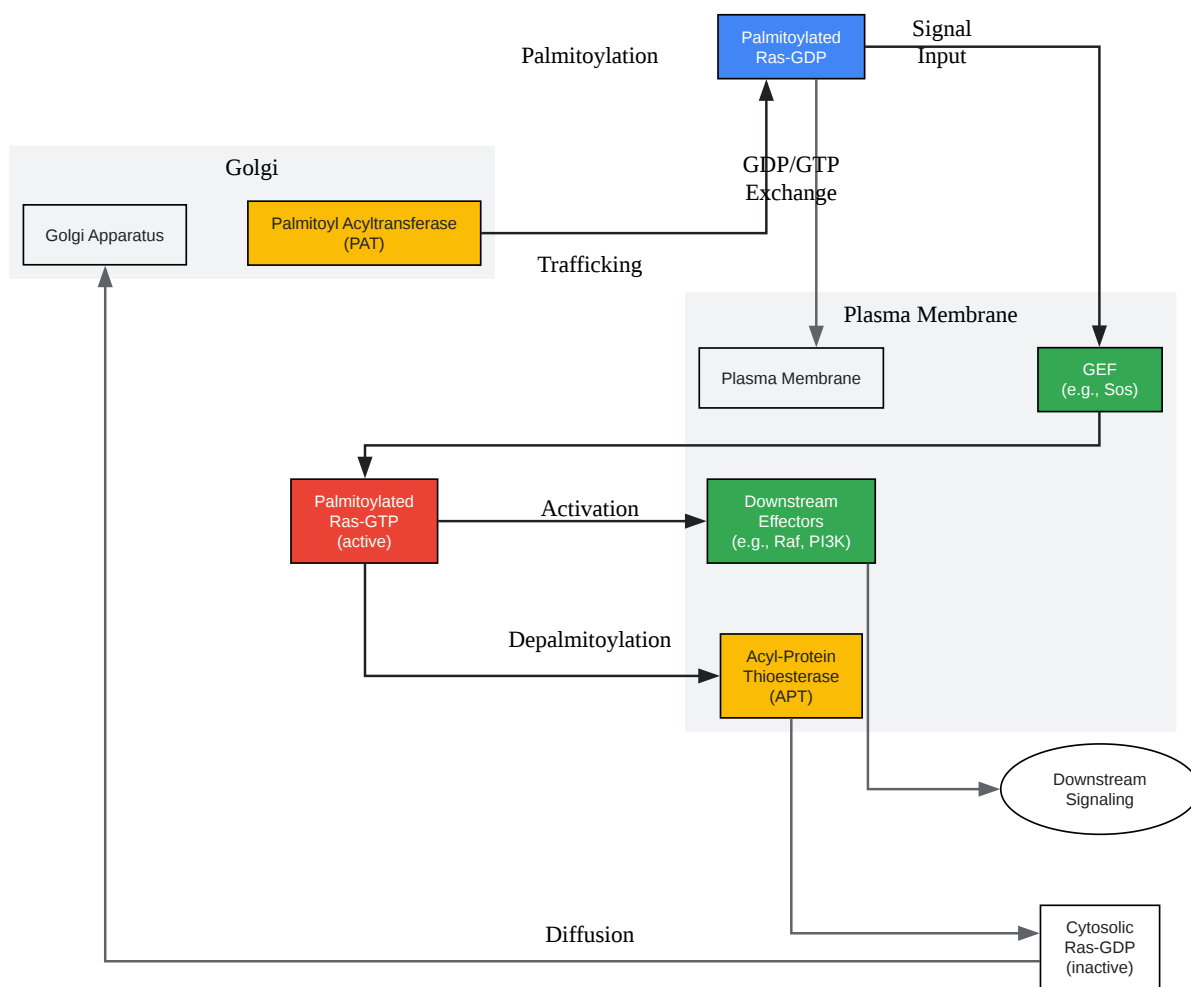 Palmitoylated
Ras-GDP
Signal
Input
Palmitoylation
GDP/GTP
Exchange
Golgi
Golgi Apparatus
Palmitoyl Acyltransferase
(PAT)
Trafficking
Plasma Membrane
Plasma Membrane
GEF
(e.g., Sos)
Palmitoylated
Ras-GTP
(active)
Activation
Downstream
Effectors
(e.g., Raf, PI3K)
Depalmitoylation
Acyl-Protein
Thioesterase
(APT)
Downstream
Signaling
Diffusion
Cytosolic
Ras-GDP
(inactive)